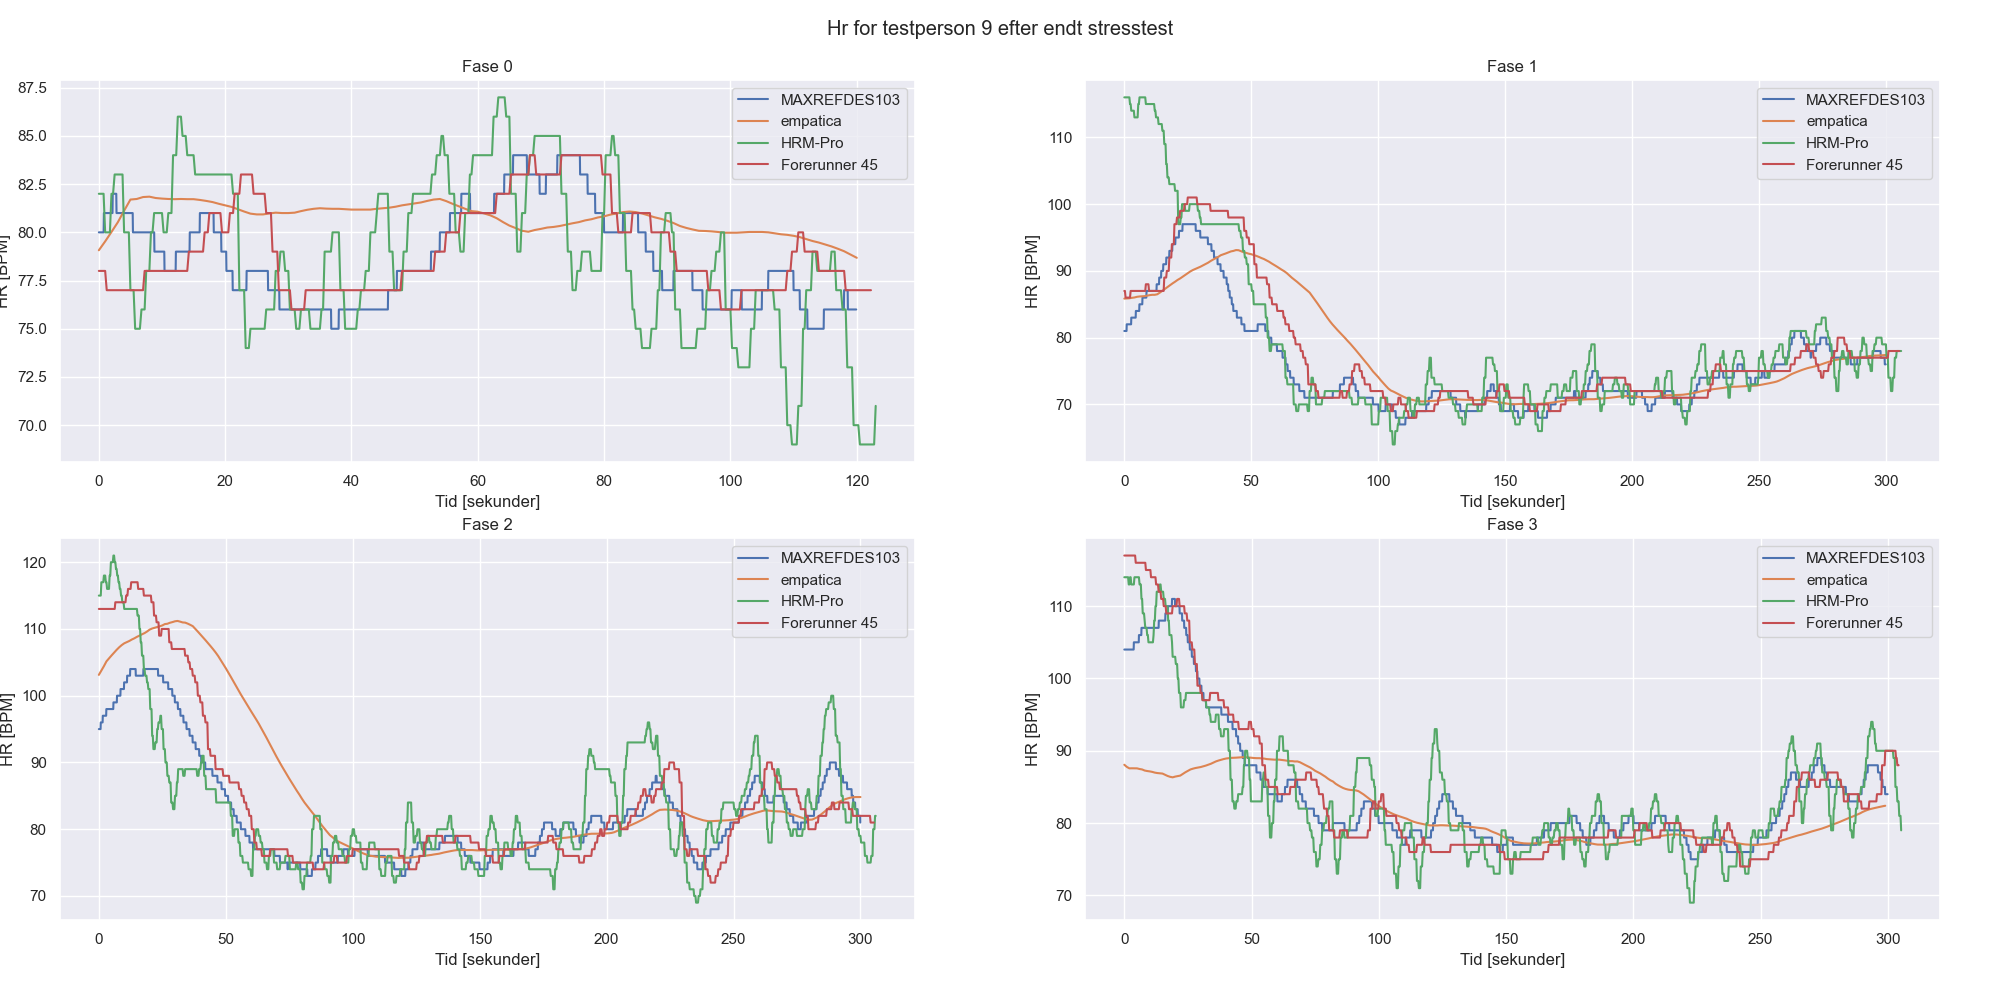 Hr for testperson 9 efter endt stresstest
Fase 0
87.5
85.0
82.5
80.0
77.5
75.0
72.5
70.0
HR [BPM]
0 20 40 60 80 100 120
Tid [sekunder]
MAXREFDES103
empatica
HRM-Pro
Forerunner 45
Fase 1
110
100
90
80
70
HR [BPM]
0 50 100 150 200 250 300
Tid [sekunder]
MAXREFDES103
empatica
HRM-Pro
Forerunner 45
Fase 2
120
110
100
90
80
70
HR [BPM]
0 50 100 150 200 250 300
Tid [sekunder]
MAXREFDES103
empatica
HRM-Pro
Forerunner 45
Fase 3
110
100
90
80
70
HR [BPM]
0 50 100 150 200 250 300
Tid [sekunder]
MAXREFDES103
empatica
HRM-Pro
Forerunner 45